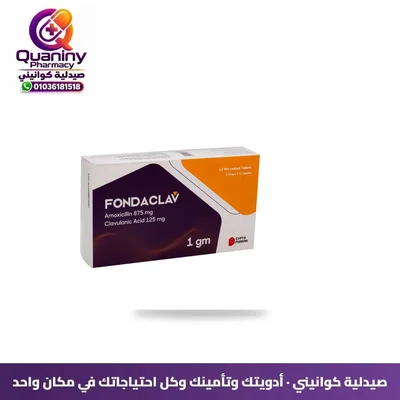 Quaniny
Pharmacy
صيدلية كوانيني
01036181518
FONDACLAV
Amoxicillin 875 mg
Clavulanic Acid 125 mg
1 gm
صيدلية كوانيني - أدويتك وتأمينك وكل احتياجاتك في مكان واحد